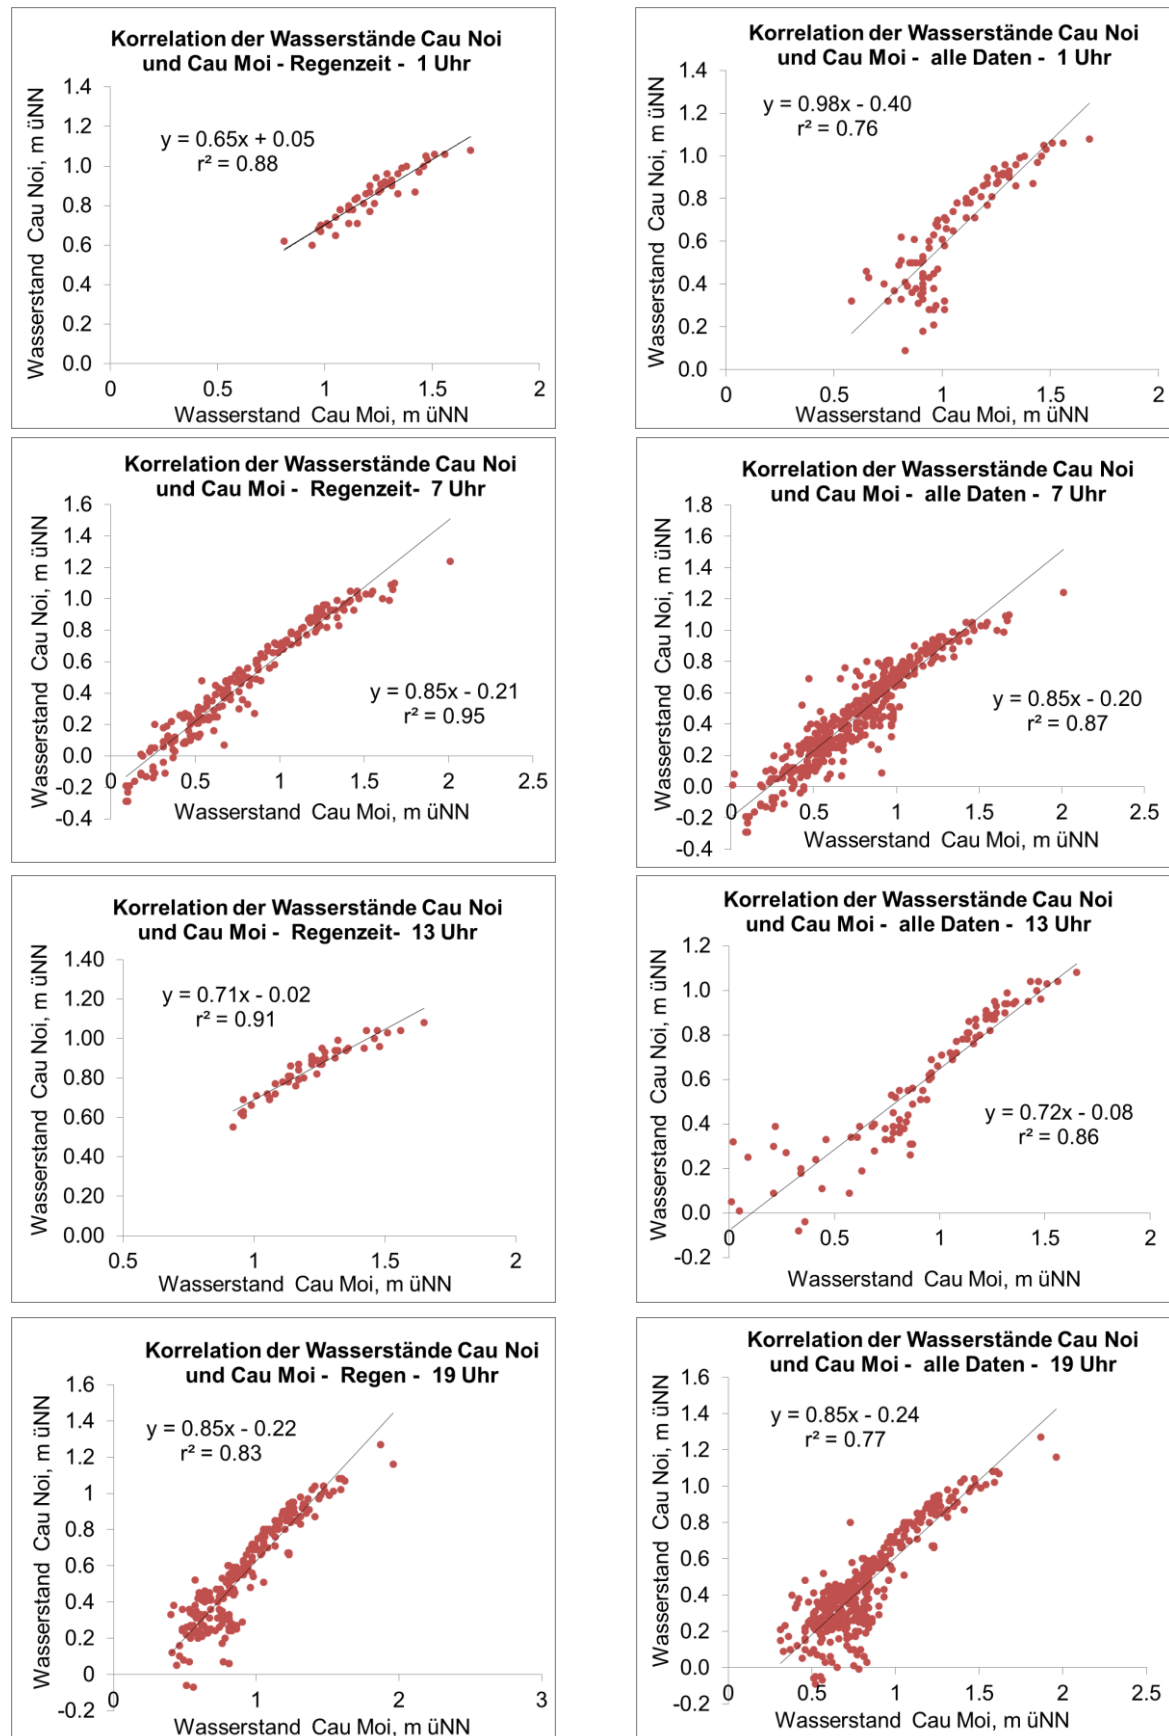 Korrelation der Wasserstände Cau Noi
und Cau Moi - Regenzeit - 1 Uhr
1.4
1.2
1.0
0.8
0.6
0.4
0.2
0.0
y = 0.65x + 0.05
r² = 0.88
Wasserstand Cau Noi, m üNN
0
0.5
1
1.5
2
Wasserstand Cau Moi, m üNN
Korrelation der Wasserstände Cau Noi
und Cau Moi - alle Daten - 1 Uhr
1.4
1.2
1.0
0.8
0.6
0.4
0.2
0.0
y = 0.98x - 0.40
r² = 0.76
Wasserstand Cau Noi, m üNN
0
0.5
1
1.5
2
Wasserstand Cau Moi, m üNN
Korrelation der Wasserstände Cau Noi
und Cau Moi - Regenzeit- 7 Uhr
1.6
1.4
1.2
1.0
0.8
0.6
0.4
0.2
0.0
-0.2
-0.4
y = 0.85x - 0.21
r² = 0.95
Wasserstand Cau Noi, m üNN
0
0.5
1
1.5
2
2.5
Wasserstand Cau Moi, m üNN
Korrelation der Wasserstände Cau Noi
und Cau Moi - alle Daten - 7 Uhr
1.8
1.6
1.4
1.2
1.0
0.8
0.6
0.4
0.2
0.0
-0.2
-0.4
y = 0.85x - 0.20
r² = 0.87
Wasserstand Cau Noi, m üNN
0
0.5
1
1.5
2
2.5
Wasserstand Cau Moi, m üNN
Korrelation der Wasserstände Cau Noi
und Cau Moi - Regenzeit- 13 Uhr
1.40
1.20
1.00
0.80
0.60
0.40
0.20
0.00
y = 0.71x - 0.02
r² = 0.91
Wasserstand Cau Noi, m üNN
0.5
1
1.5
2
Wasserstand Cau Moi, m üNN
Korrelation der Wasserstände Cau Noi
und Cau Moi - alle Daten - 13 Uhr
1.2
1.0
0.8
0.6
0.4
0.2
0.0
-0.2
y = 0.72x - 0.08
r² = 0.86
Wasserstand Cau Noi, m üNN
0
0.5
1
1.5
2
Wasserstand Cau Moi, m üNN
Korrelation der Wasserstände Cau Noi
und Cau Moi - Regen - 19 Uhr
1.6
1.4
1.2
1
0.8
0.6
0.4
0.2
0
-0.2
y = 0.85x - 0.22
r² = 0.83
Wasserstand Cau Noi, m üNN
0
1
2
3
Wasserstand Cau Moi, m üNN
Korrelation der Wasserstände Cau Noi
und Cau Moi - alle Daten - 19 Uhr
1.6
1.4
1.2
1.0
0.8
0.6
0.4
0.2
0.0
-0.2
y = 0.85x - 0.24
r² = 0.77
Wasserstand Cau Noi, m üNN
0
0.5
1
1.5
2
2.5
Wasserstand Cau Moi, m üNN